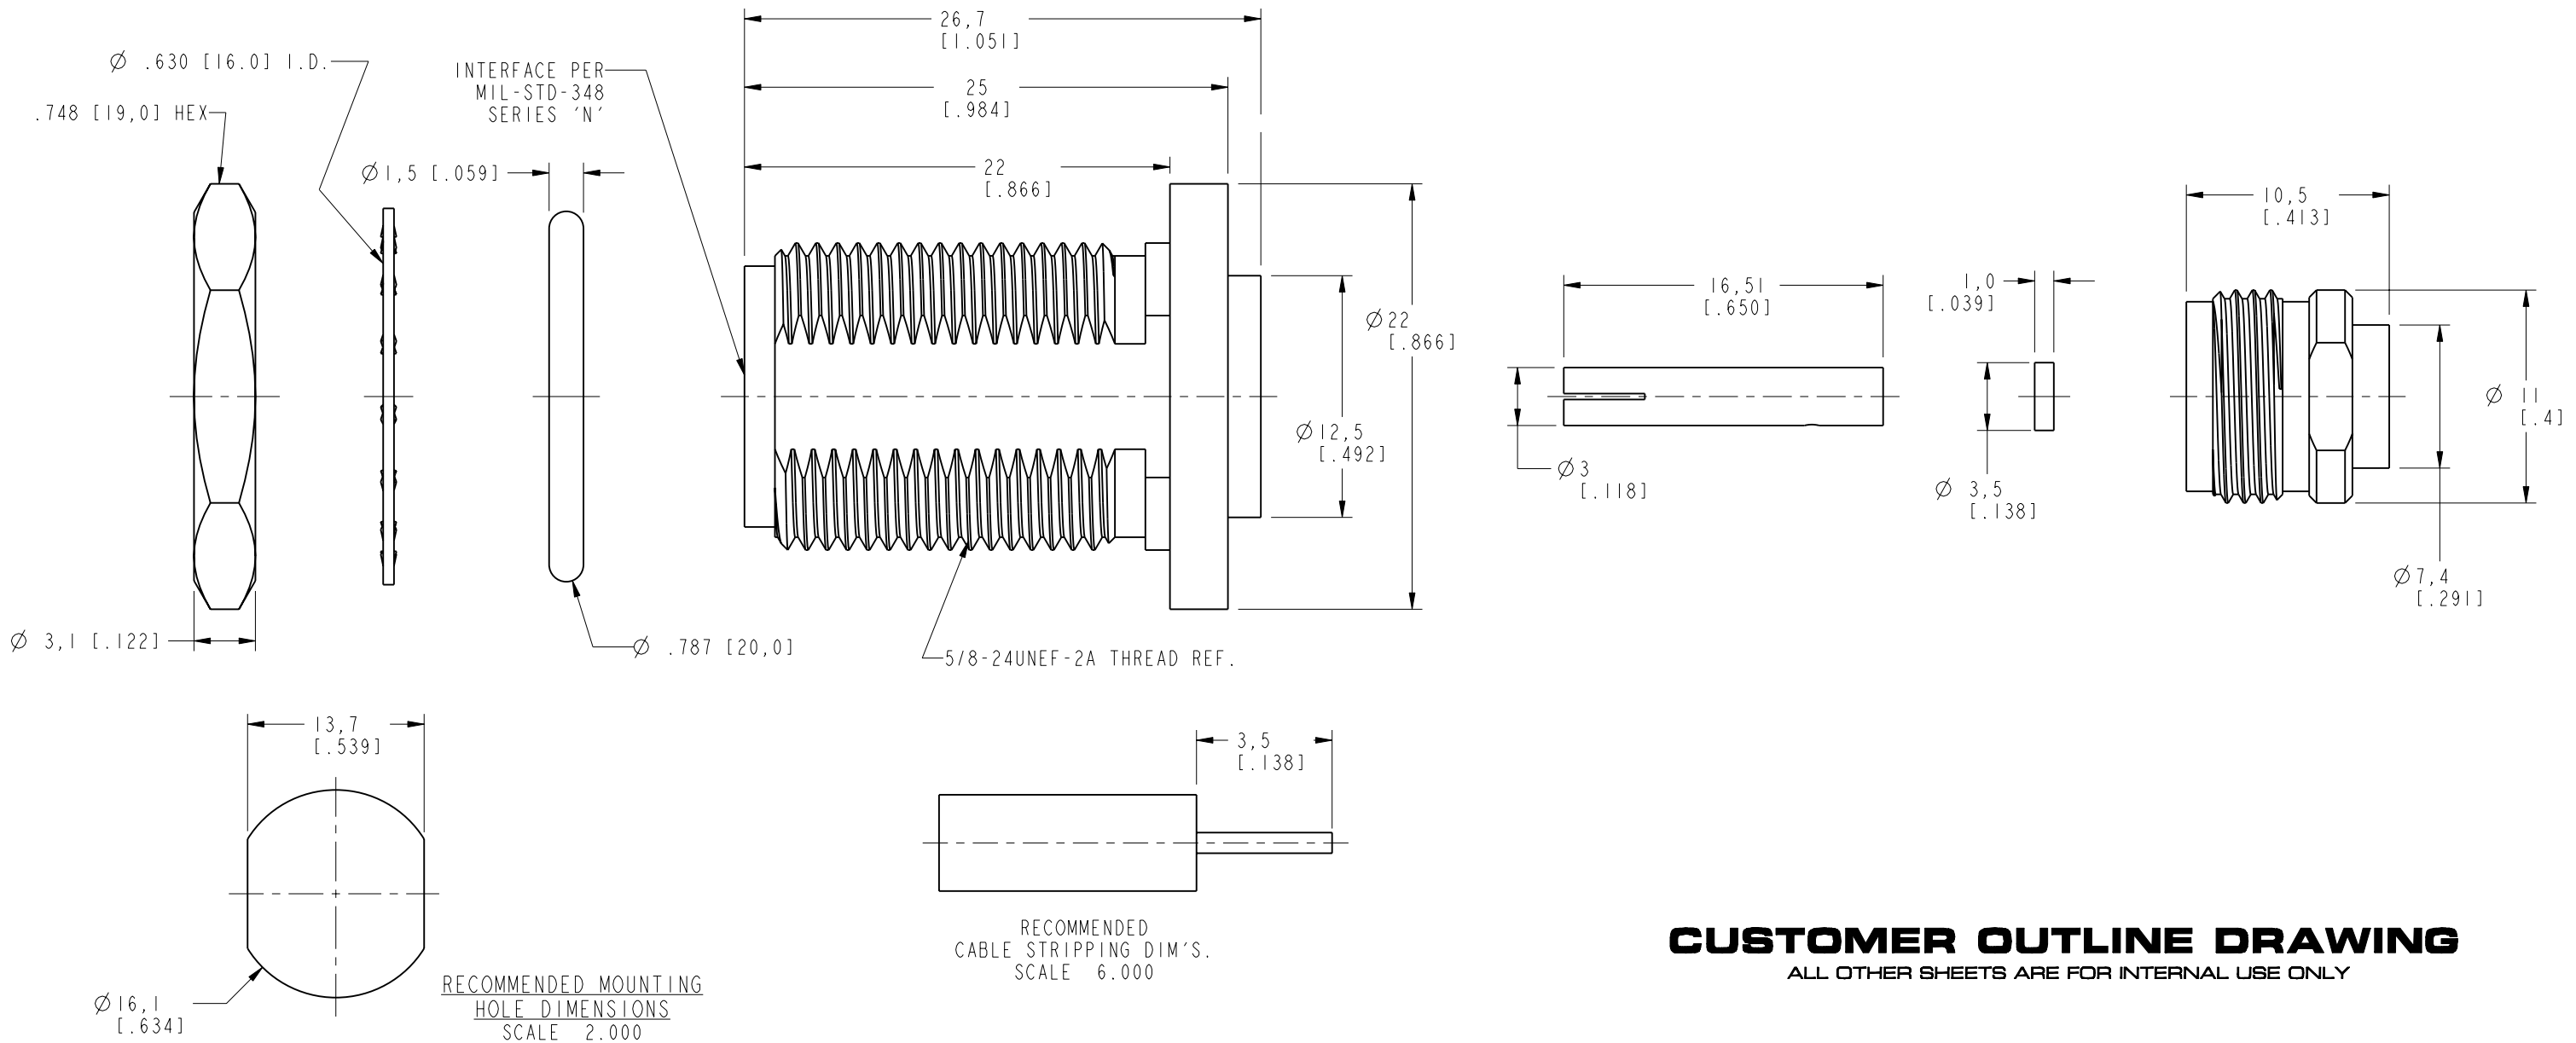 26,7
[1.051]
Ø .630 [16.0] I.D.
INTERFACE PER
MIL-STD-348
SERIES 'N'
25
[.984]
.748 [19,0] HEX
Ø1,5 [.059]
22
[.866]
10,5
[.413]
16,51
[.650]
1,0
[.039]
Ø22
[.866]
Ø 11
[.4]
Ø12,5
[.492]
Ø3
[.118]
Ø 3,5
[.138]
Ø7,4
[.291]
Ø 3,1 [.122]
Ø .787 [20,0]
5/8-24UNEF-2A THREAD REF.
13,7
[.539]
3,5
[.138]
RECOMMENDED
CABLE STRIPPING DIM'S.
SCALE 6.000
CUSTOMER OUTLINE DRAWING
ALL OTHER SHEETS ARE FOR INTERNAL USE ONLY
Ø16,1
[.634]
RECOMMENDED MOUNTING
HOLE DIMENSIONS
SCALE 2.000